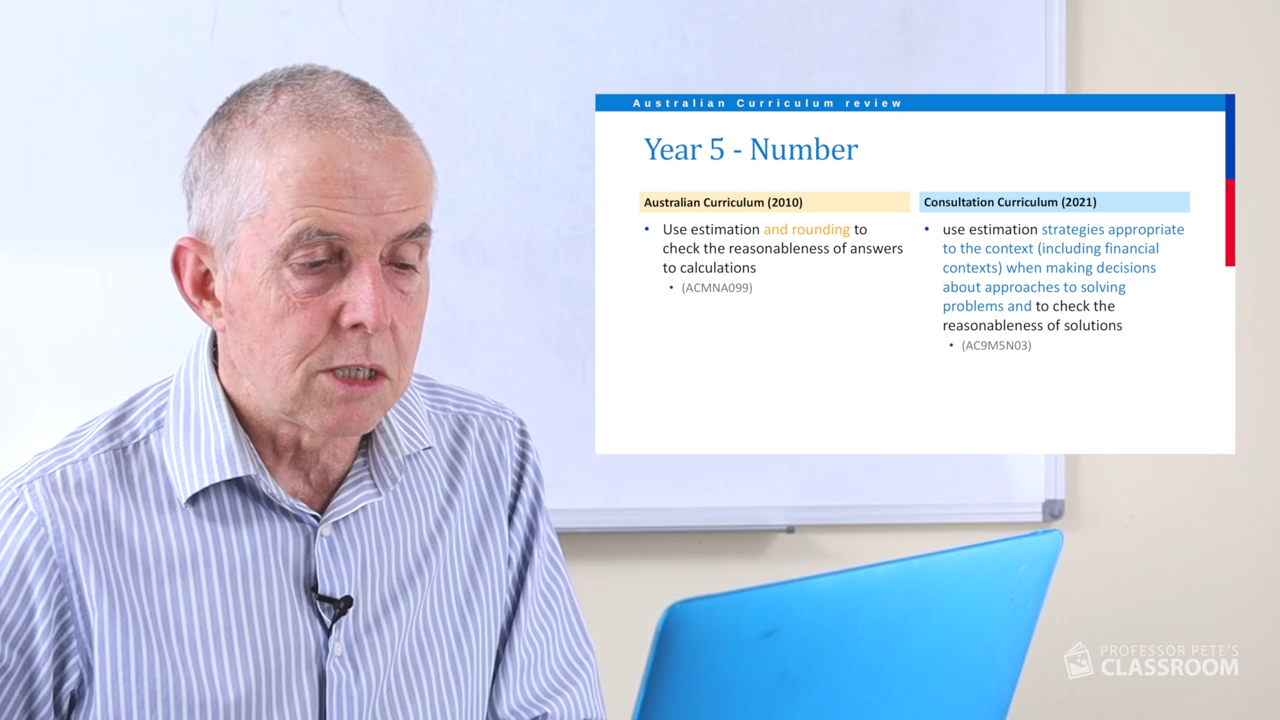 Australian Curriculum review
Year 5 - Number
Australian Curriculum (2010)
• Use estimation and rounding to
check the reasonableness of answers
to calculations
• (ACMNA099)
Consultation Curriculum (2021)
• use estimation strategies appropriate
to the context (including financial
contexts) when making decisions
about approaches to solving
problems and to check the
reasonableness of solutions
• (AC9M5N03)
PROFESSOR PETE'S
CLASSROOM